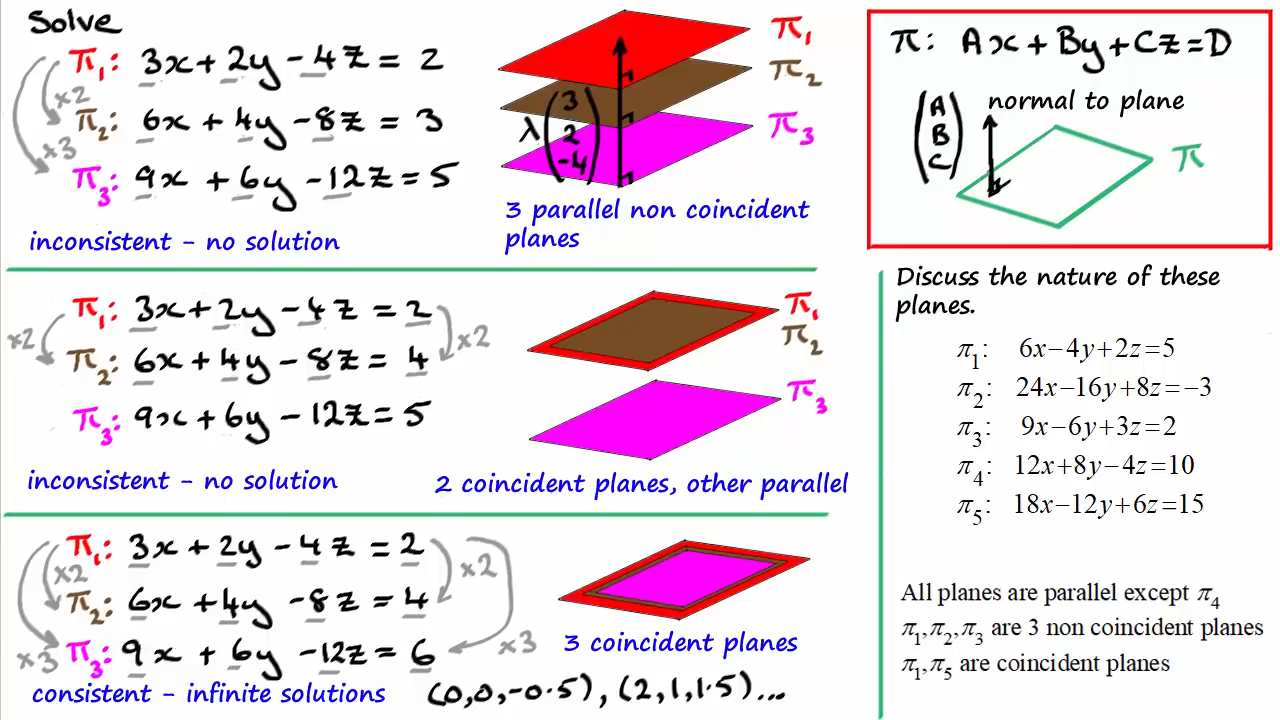 Solve
π₁: 3x + 2y - 4z = 2
×2
π₂: 6x + 4y - 8z = 3
×3
π₃: 9x + 6y - 12z = 5
inconsistent - no solution
π₁
π₂
π₃
λ (3 2 -4)
3 parallel non coincident
planes
π₁: 3x + 2y - 4z = 2
×2
×2
π₂: 6x + 4y - 8z = 4
π₃: 9x + 6y - 12z = 5
inconsistent - no solution
π₁
π₂
π₃
2 coincident planes, other parallel
π₁: 3x + 2y - 4z = 2
×2
×2
π₂: 6x + 4y - 8z = 4
×3
×3
π₃: 9x + 6y - 12z = 6
consistent - infinite solutions
3 coincident planes
(0,0,-0.5), (2,1,1.5)...
π: Ax + By + Cz = D
(A B C)
normal to plane
π
Discuss the nature of these
planes.
π₁: 6x−4y+2z=5
π₂: 24x−16y+8z=−3
π₃: 9x−6y+3z=2
π₄: 12x+8y−4z=10
π₅: 18x−12y+6z=15
All planes are parallel except π₄
π₁,π₂,π₃ are 3 non coincident planes
π₁,π₅ are coincident planes